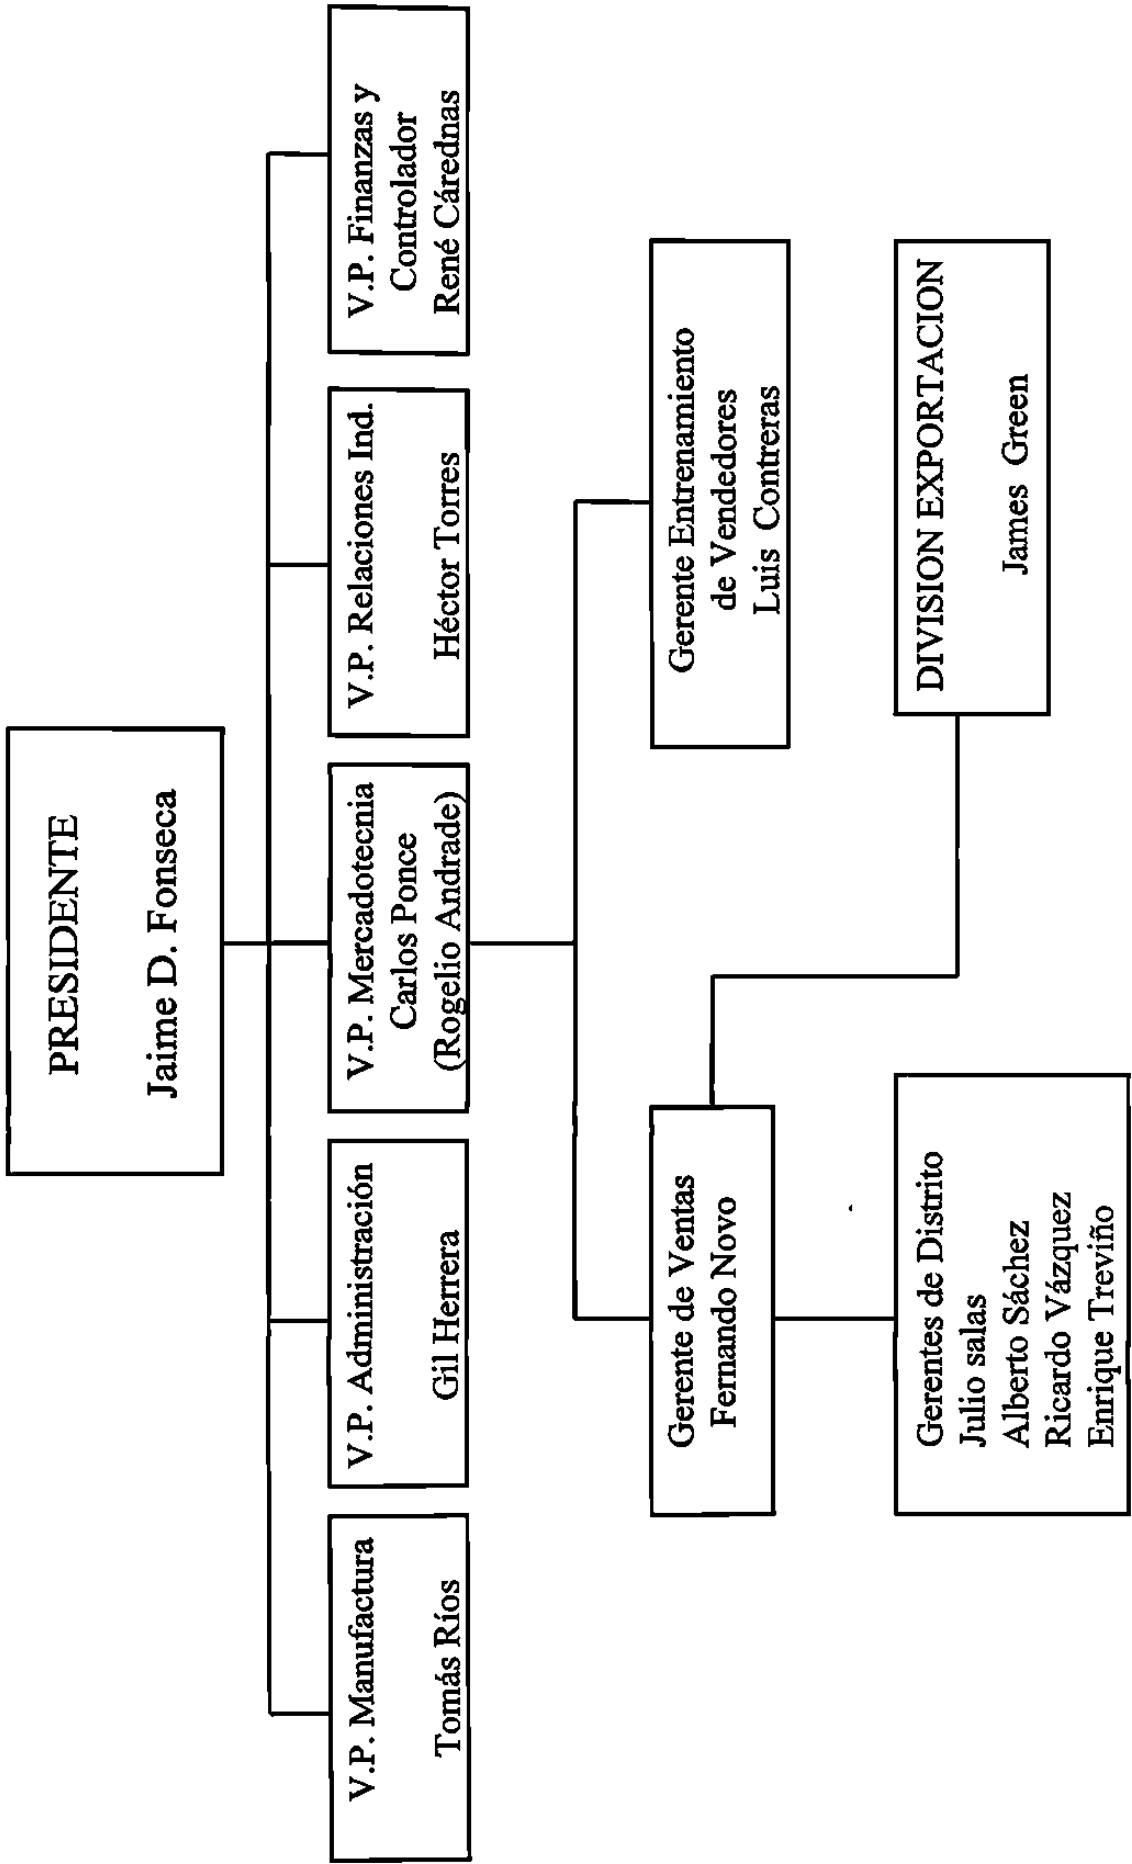 PRESIDENTE
Jaime D. Fonseca
V.P. Manufactura
Tomás Ríos
V.P. Administración
Gil Herrera
V.P. Mercadotecnia
Carlos Ponce
(Rogelio Andrade)
V.P. Relaciones Ind.
Héctor Torres
V.P. Finanzas y
Controlador
René Cárednas
Gerente de Ventas
Fernando Novo
Gerente Entrenamiento
de Vendedores
Luis Contreras
Gerentes de Distrito
Julio salas
Alberto Sáchez
Ricardo Vázquez
Enrique Treviño
DIVISION EXPORTACION
James Green